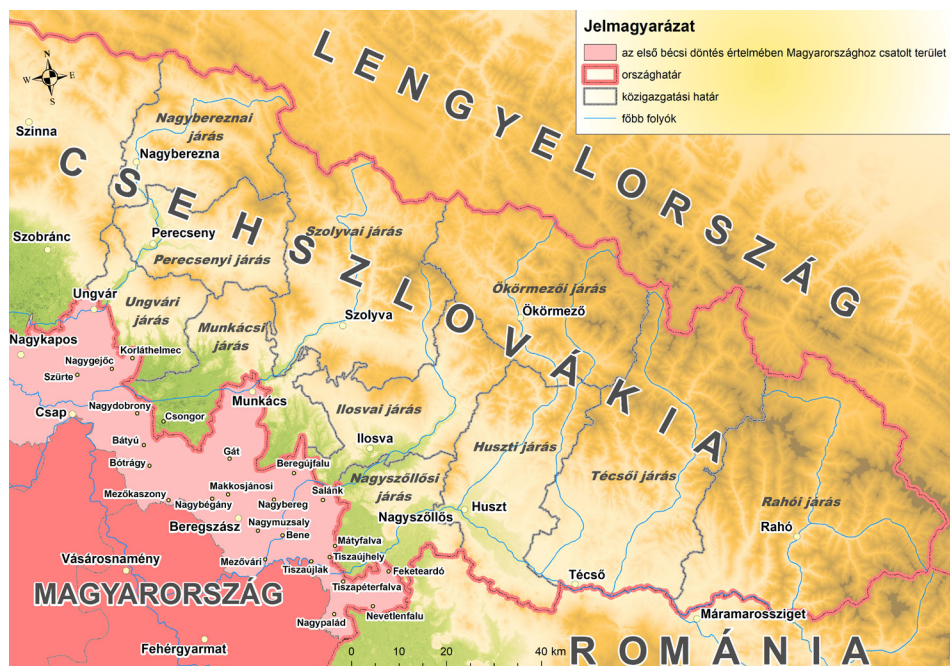 Jelmagyarázat
az első bécsi döntés értelmében Magyarországhoz csatolt terület
országhatár
közigazgatási határ
főbb folyók
N
W E
S
LENGYELORSZÁG
CSEHSZLOVÁKIA
Nagybereznai
járás
Szinna
Nagyberezna
Perecseny
Szobránc
Perecsenyi járás
Szolyvai járás
Ungvár
Ungvári
járás
Munkácsi
járás
Szolyva
Ökörmezői járás
Ökörmező
Nagykapos
Korláthelmec
Nagygejőc
Szürte
Csap
Nagydobrony
Csongor
Munkács
Ilosvai járás
Ilosva
Bátyú
Gát
Bótrágy
Beregújfalu
Huszti járás
Técsői járás
Rahói járás
Mezőkaszony
Makkosjánosi
Nagybégány
Nagybereg
Salánk
Nagyszőllősi
járás
Nagyszőllős
Huszt
Rahó
Beregszász
Nagymuzsaly
Bene
Mátyfalva
Vásárosnamény
Mezővári
Tiszaújlak
Tiszaújhely
Feketeardó
Técső
MAGYARORSZÁG
Tiszapéterfalva
Nevetlenfalu
Nagypalád
Máramarossziget
Fehérgyarmat
0 5 10 20 30 40 km
ROMÁNIA